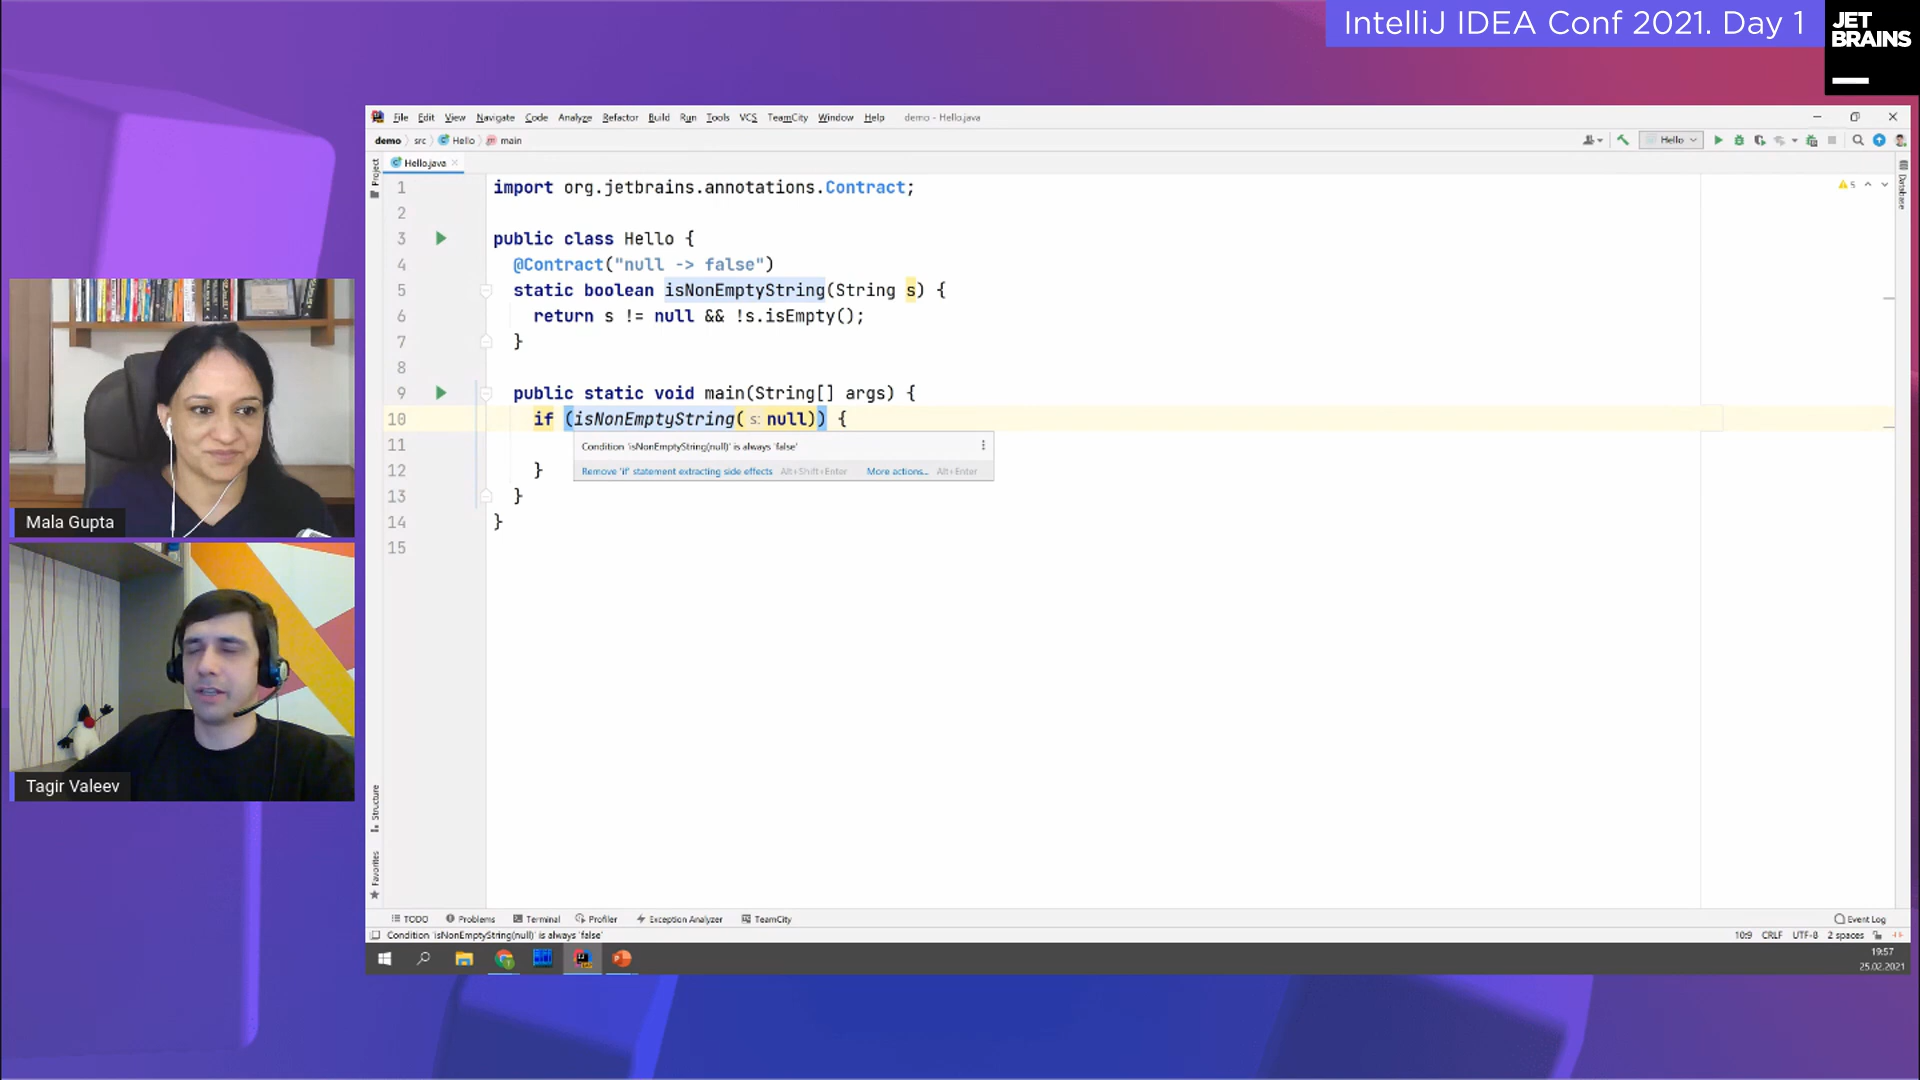 IntelliJ IDEA Conf 2021. Day 1
JET
BRAINS
File Edit View Navigate Code Analyze Refactor Build Run Tools VCS TeamCity Window Help demo - Hello.java
demo src Hello main
Hello
Hello.java
Project
Database
5
1 import org.jetbrains.annotations.Contract;
2
3 public class Hello {
4 @Contract("null -> false")
5 static boolean isNonEmptyString(String s) {
6 return s != null && !s.isEmpty();
7 }
8
9 public static void main(String[] args) {
10 if (isNonEmptyString( s: null)) {
11
Condition 'isNonEmptyString(null)' is always 'false'
Remove 'if' statement extracting side effects Alt+Shift+Enter More actions... Alt+Enter
12 }
13 }
14 }
15
Mala Gupta
Tagir Valeev
Structure
Favorites
TODO Problems Terminal Profiler Exception Analyzer TeamCity Event Log
Condition 'isNonEmptyString(null)' is always 'false' 10:9 CRLF UTF-8 2 spaces
19:57
25.02.2021